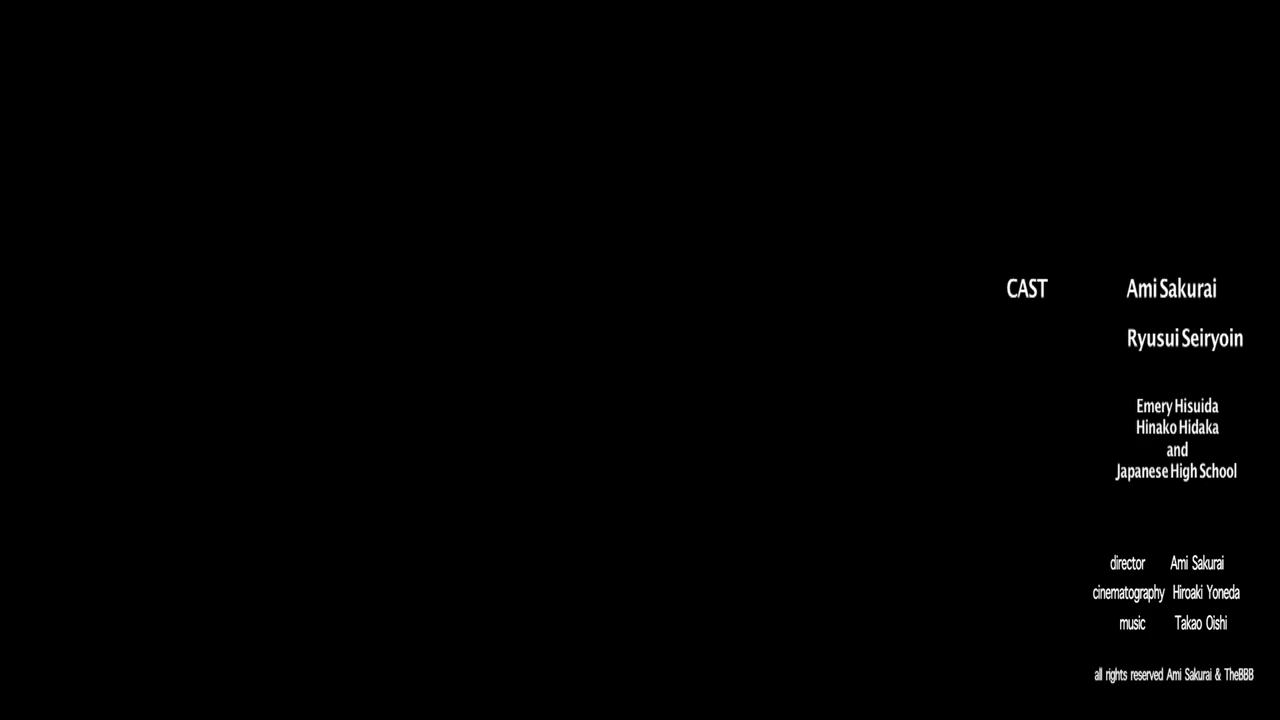 CAST Ami Sakurai
Ryusui Seiryoin
Emery Hisuida
Hinako Hidaka
and
Japanese High School
director Ami Sakurai
cinematography Hiroaki Yoneda
music Takao Oishi
all rights reserved Ami Sakurai & TheBBB